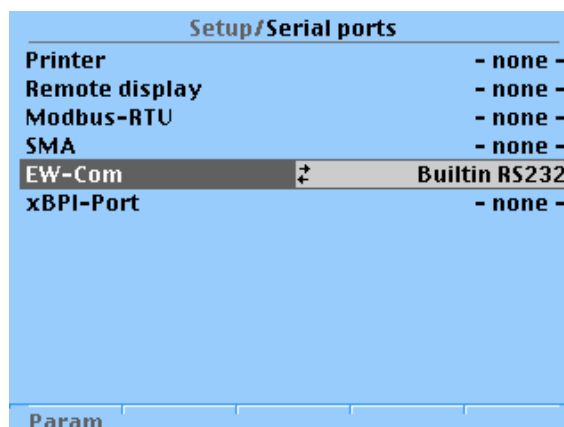 Setup/Serial ports
Printer - none -
Remote display - none -
Modbus-RTU - none -
SMA - none -
EW-Com Builtin RS232
xBPI-Port - none -
Param